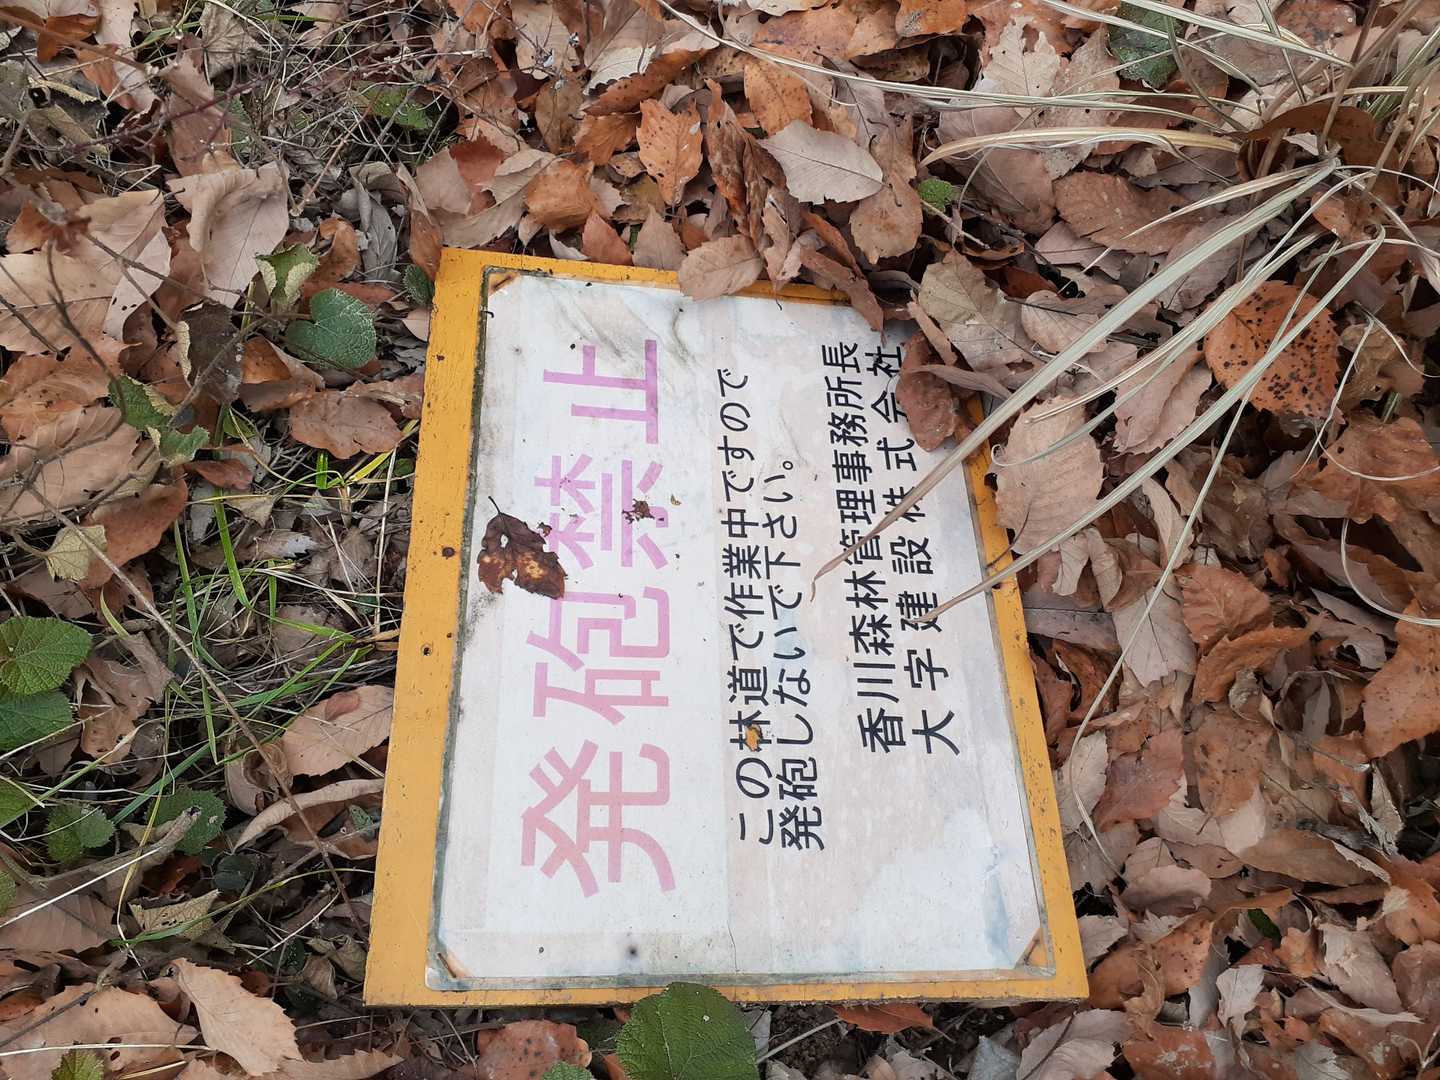 発砲禁止
この林道で作業中ですので
発砲しないで下さい。
香川森林管理事務所長
大字建設株式会社